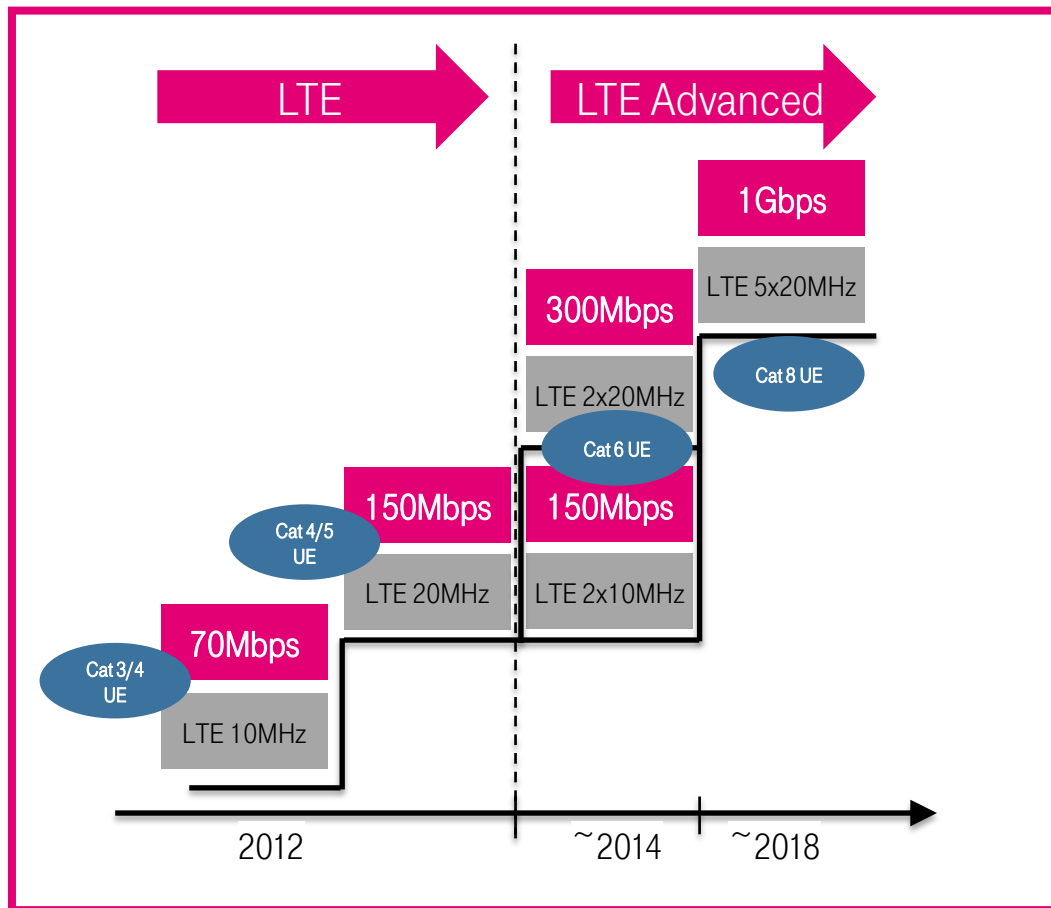 LTE
LTE Advanced
1Gbps
LTE 5x20MHz
Cat 8 UE
300Mbps
LTE 2x20MHz
Cat 6 UE
150Mbps
LTE 2x10MHz
150Mbps
LTE 20MHz
Cat 4/5
UE
70Mbps
LTE 10MHz
Cat 3/4
UE
2012
~2014
~2018